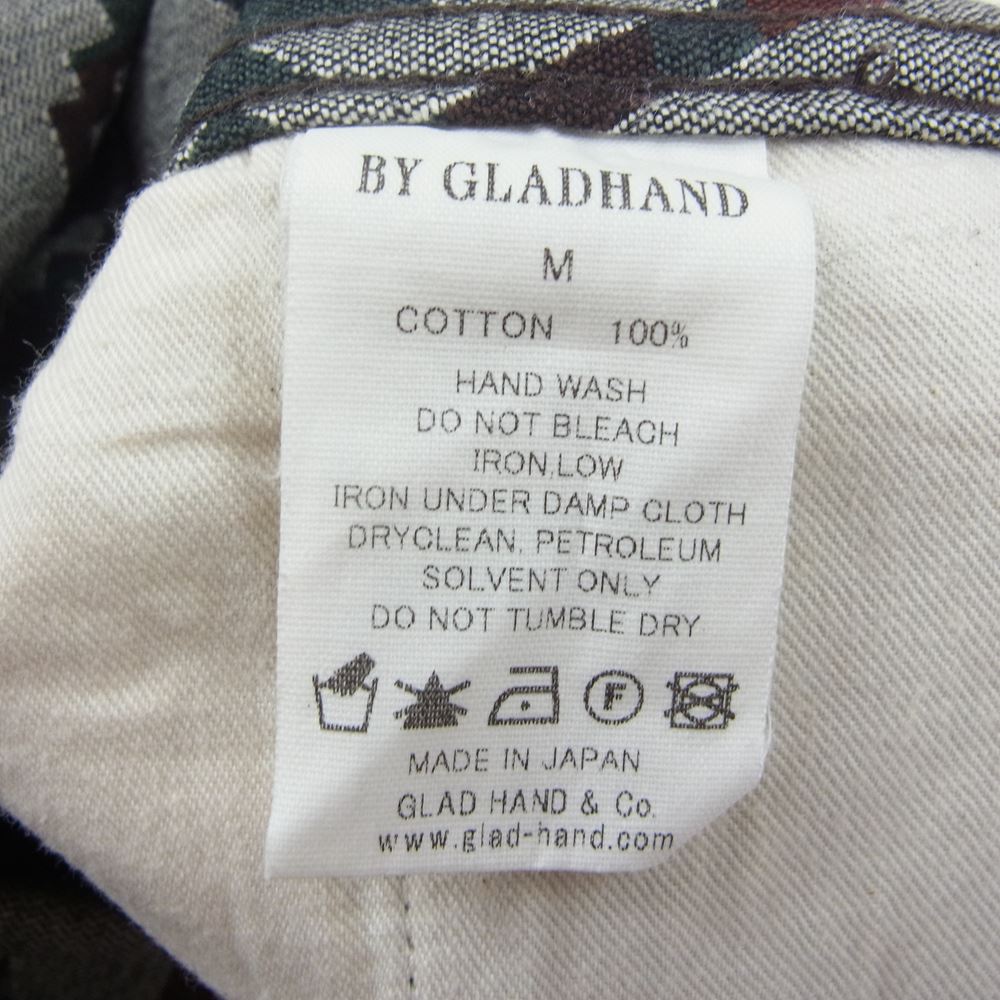 BY GLADHAND
M
COTTON 100%
HAND WASH
DO NOT BLEACH
IRON,LOW
IRON UNDER DAMP CLOTH
DRYCLEAN, PETROLEUM
SOLVENT ONLY
DO NOT TUMBLE DRY
F
MADE IN JAPAN
GLAD HAND & Co.
www.glad-hand.com